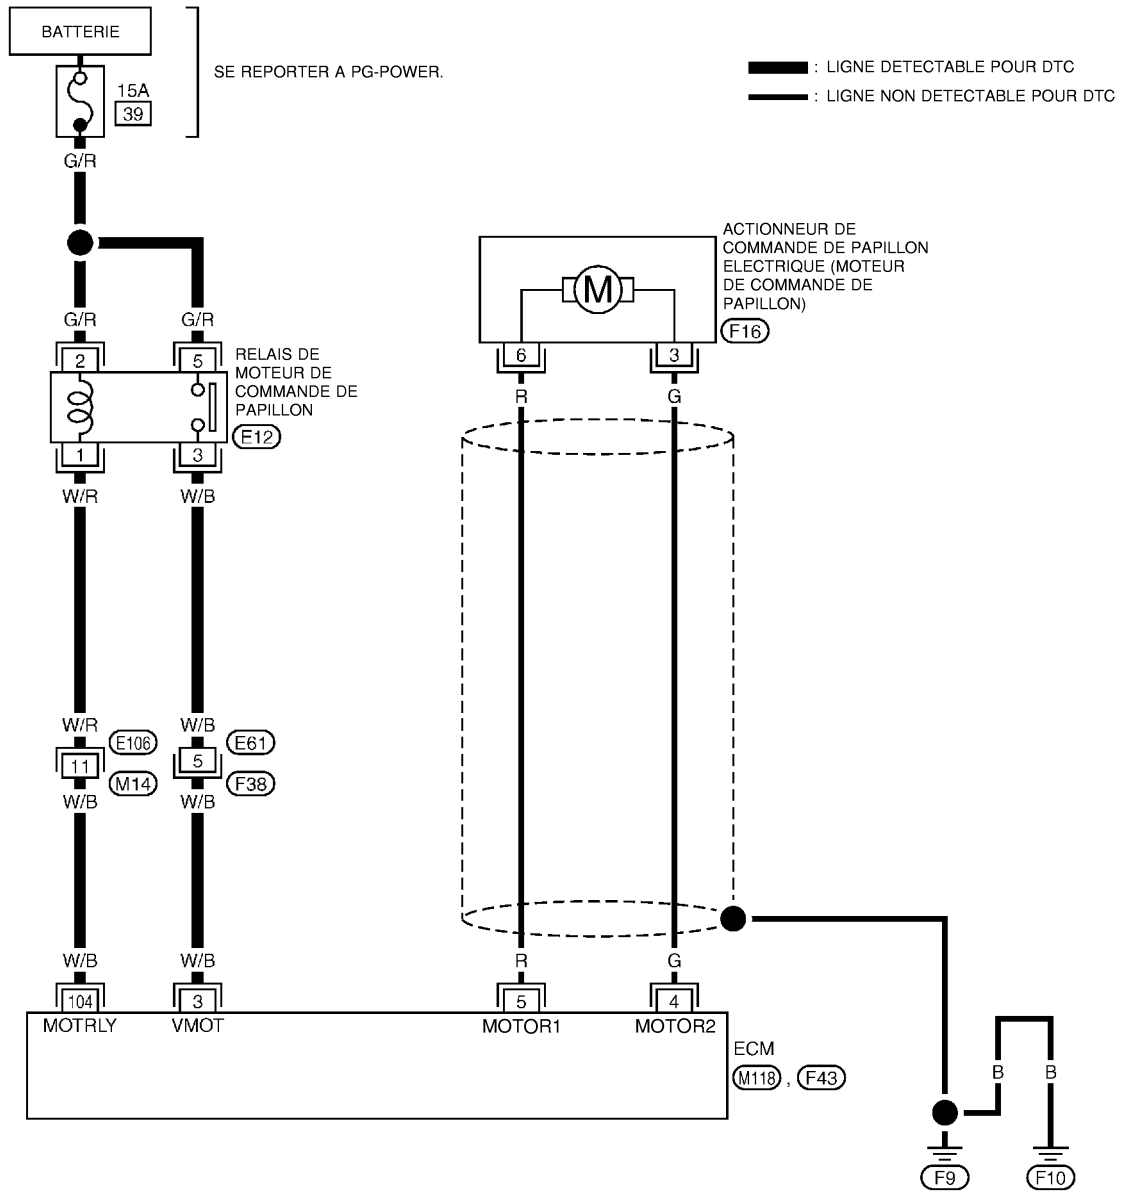 BATTERIE
15A
39
SE REPORTER A PG-POWER.
: LIGNE DETECTABLE POUR DTC
: LIGNE NON DETECTABLE POUR DTC
G/R
G/R
G/R
2
5
RELAIS DE
MOTEUR DE
COMMANDE DE
PAPILLON
E12
1
3
W/R
W/B
ACTIONNEUR DE
COMMANDE DE PAPILLON
ELECTRIQUE (MOTEUR
DE COMMANDE DE
PAPILLON)
F16
M
6
3
R
G
W/R
W/B
E106
E61
11
5
M14
F38
W/B
W/B
W/B
W/B
R
G
104
3
5
4
MOTRLY
VMOT
MOTOR1
MOTOR2
ECM
M118 , F43
B
B
F9
F10